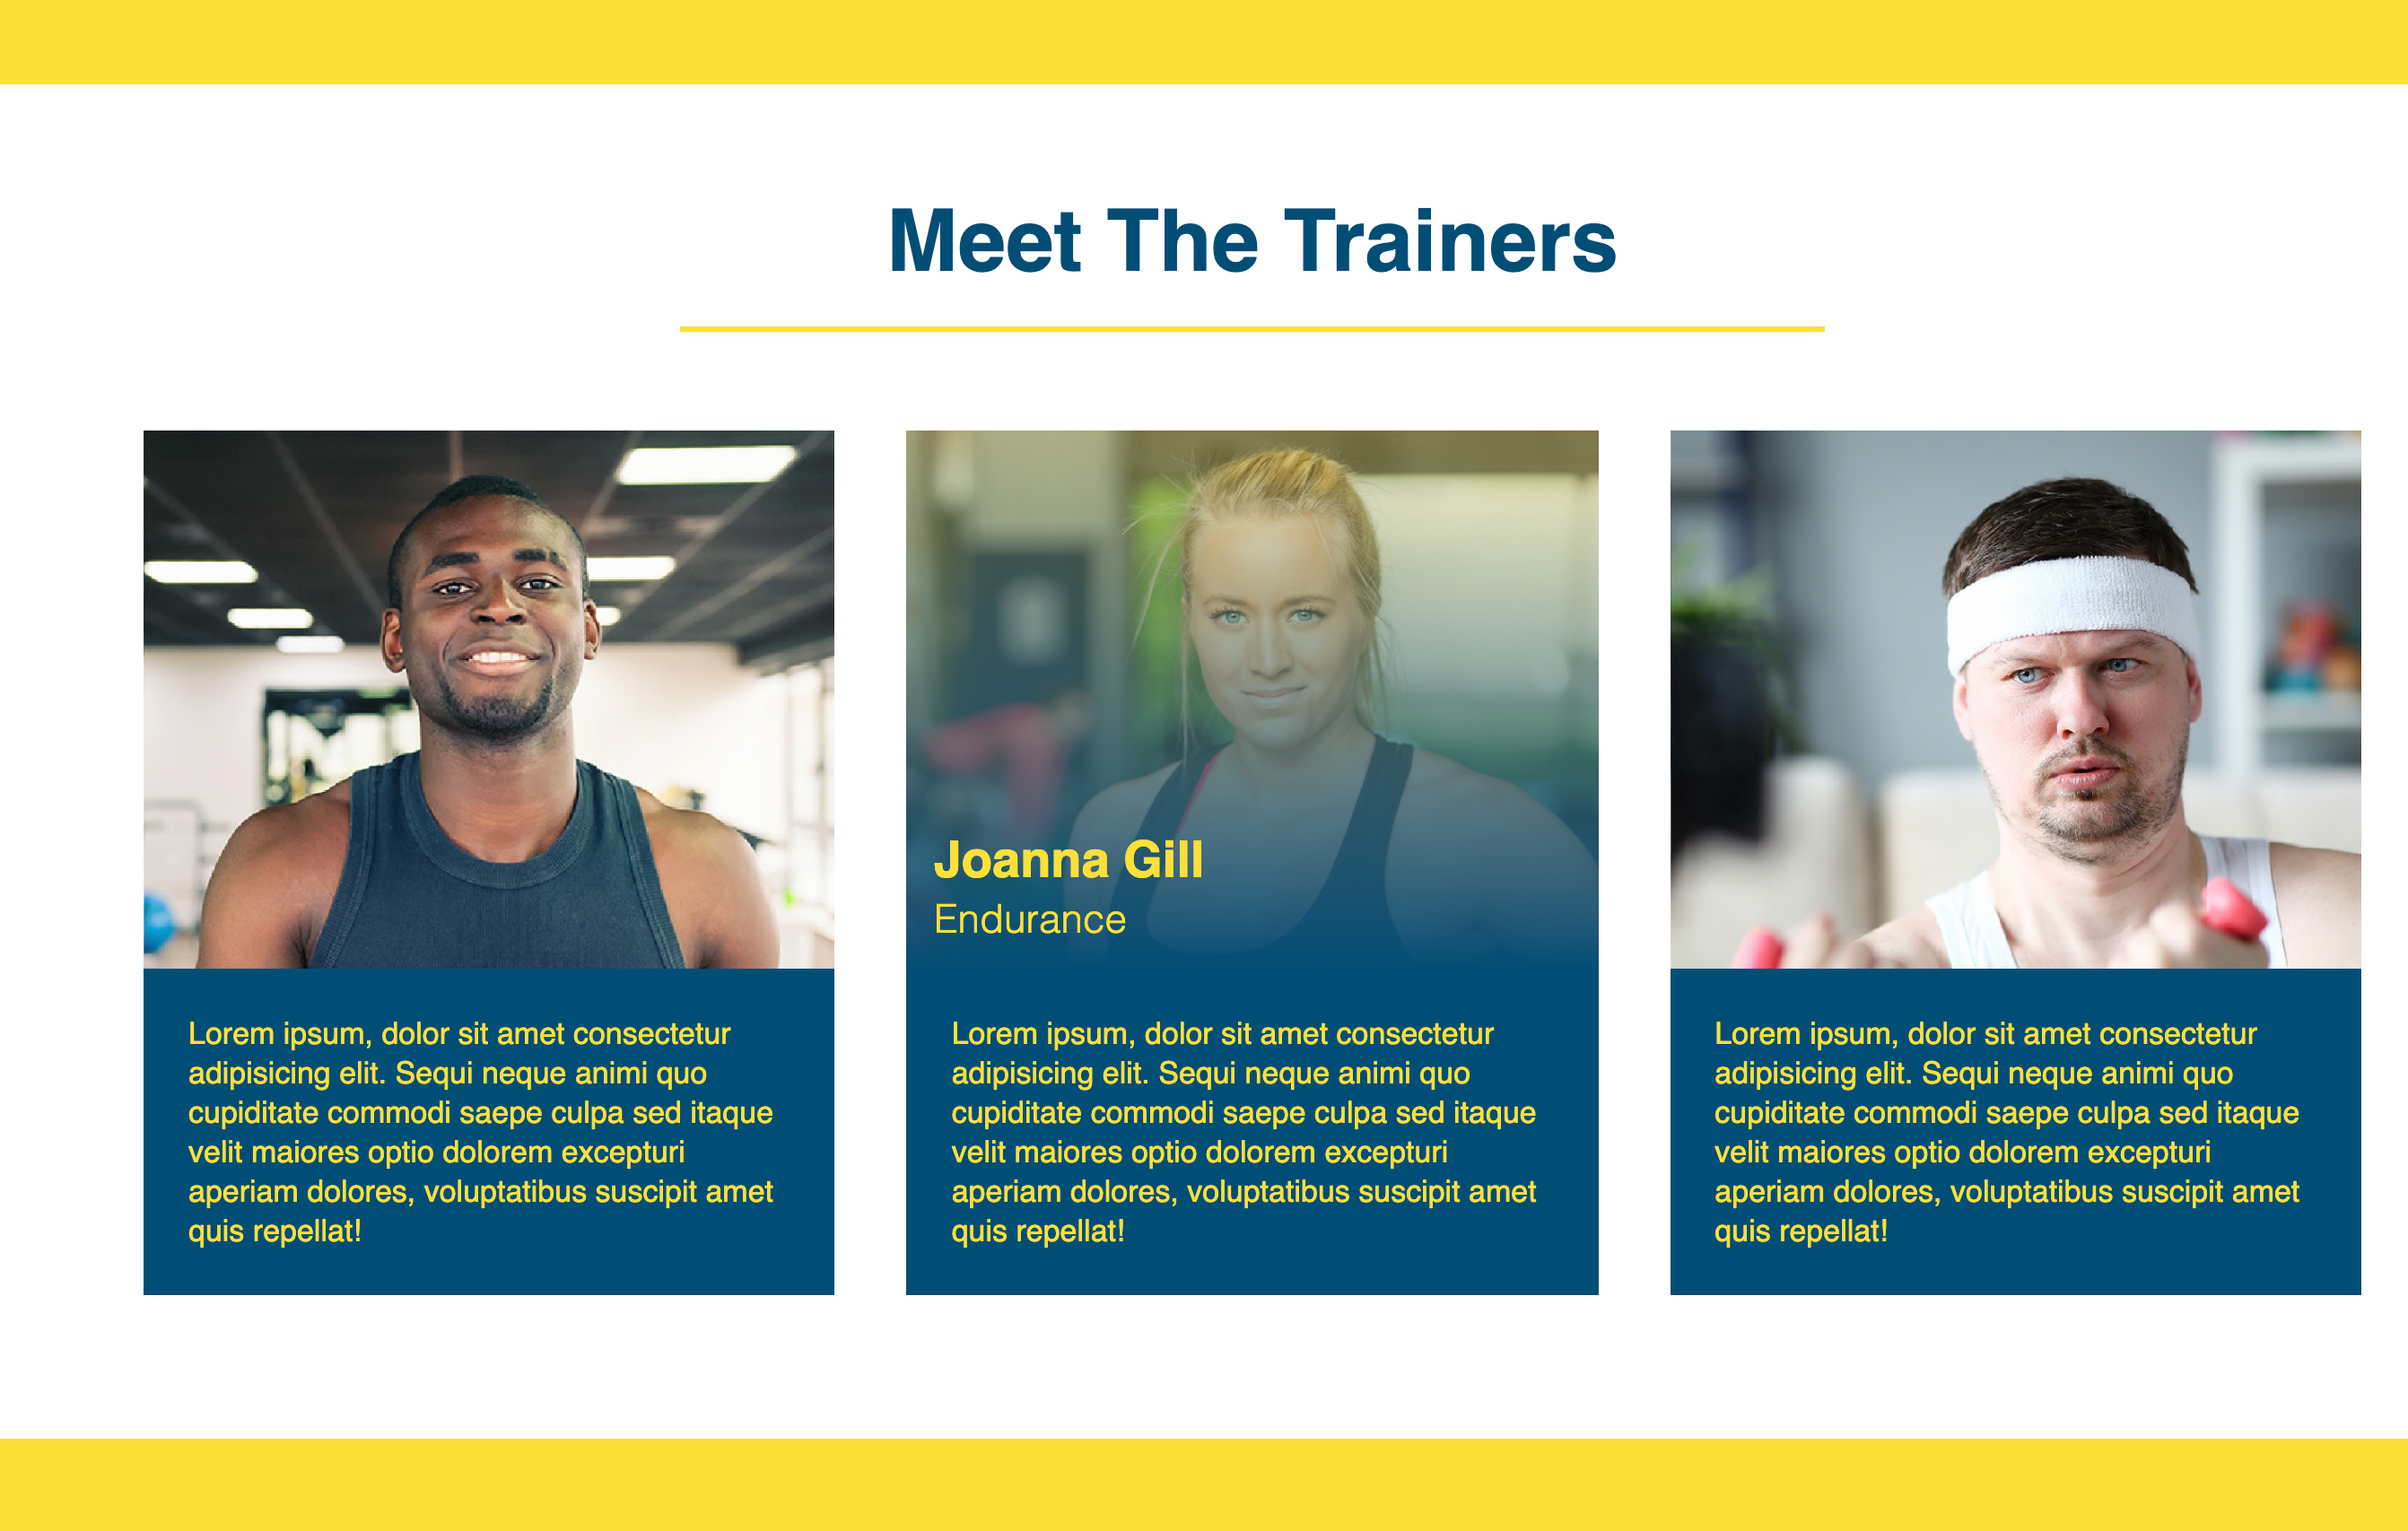 Meet The Trainers
Lorem ipsum, dolor sit amet consectetur
adipisicing elit. Sequi neque animi quo
cupiditate commodi saepe culpa sed itaque
velit maiores optio dolorem excepturi
aperiam dolores, voluptatibus suscipit amet
quis repellat!
Joanna Gill
Endurance
Lorem ipsum, dolor sit amet consectetur
adipisicing elit. Sequi neque animi quo
cupiditate commodi saepe culpa sed itaque
velit maiores optio dolorem excepturi
aperiam dolores, voluptatibus suscipit amet
quis repellat!
Lorem ipsum, dolor sit amet consectetur
adipisicing elit. Sequi neque animi quo
cupiditate commodi saepe culpa sed itaque
velit maiores optio dolorem excepturi
aperiam dolores, voluptatibus suscipit amet
quis repellat!